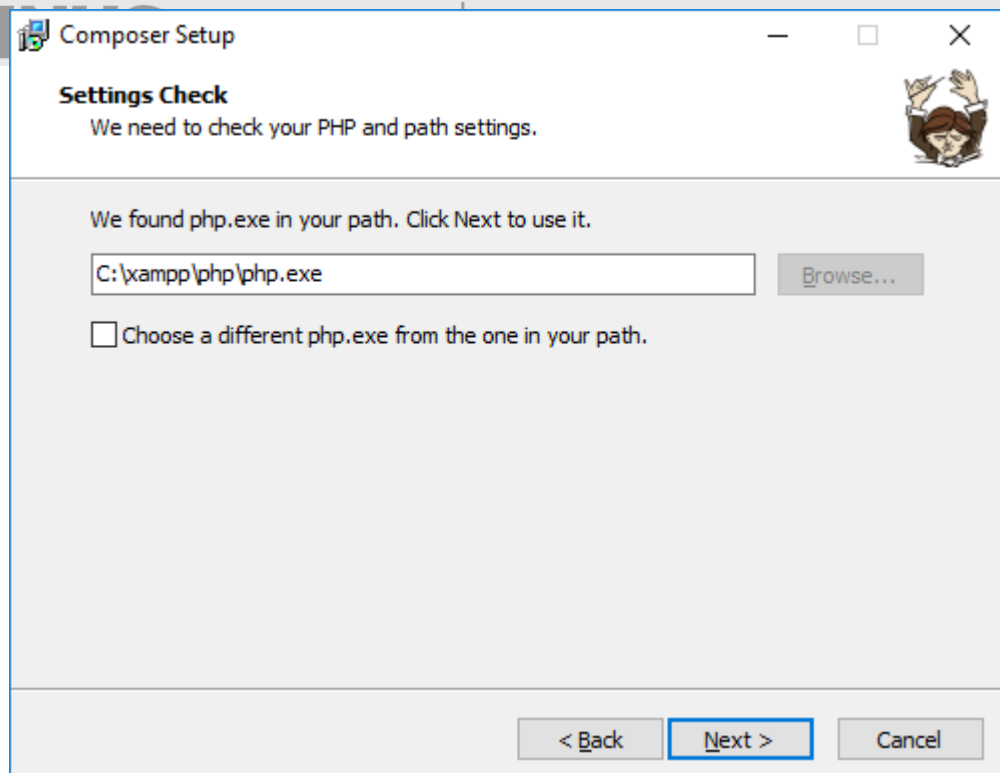 Composer Setup
Settings Check
We need to check your PHP and path settings.
We found php.exe in your path. Click Next to use it.
C:\xampp\php\php.exe
Browse...
Choose a different php.exe from the one in your path.
< Back
Next >
Cancel